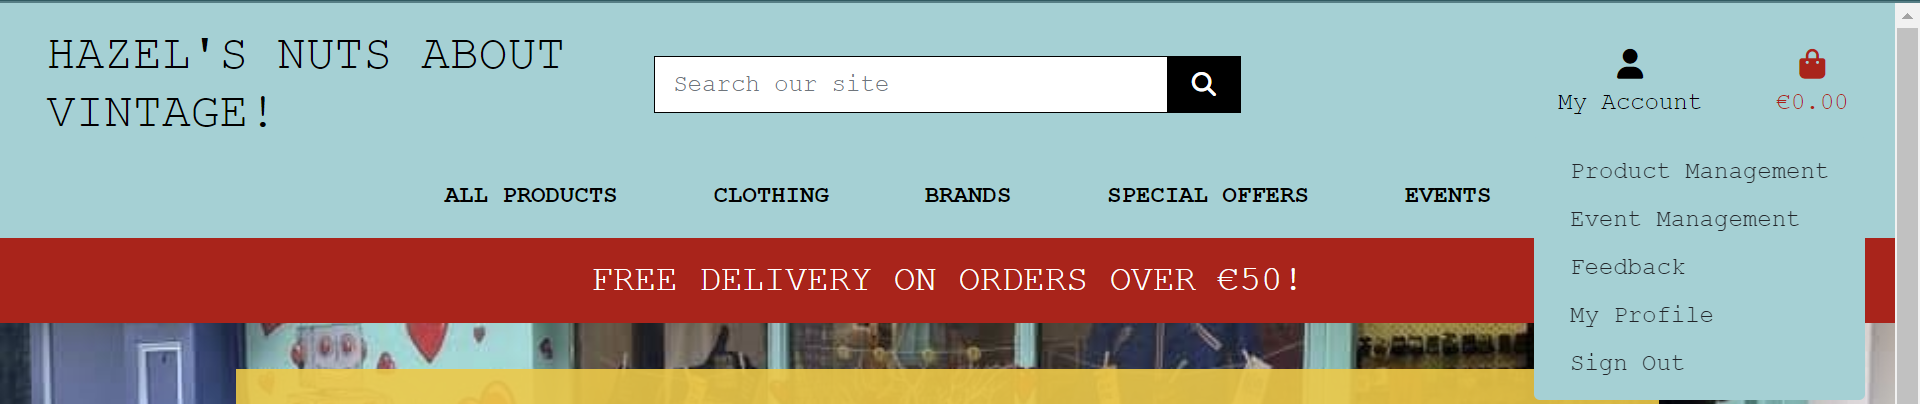 HAZEL'S NUTS ABOUT
VINTAGE!
Search our site
My Account
€0.00
ALL PRODUCTS
CLOTHING
BRANDS
SPECIAL OFFERS
EVENTS
Product Management
Event Management
Feedback
My Profile
Sign Out
FREE DELIVERY ON ORDERS OVER €50!